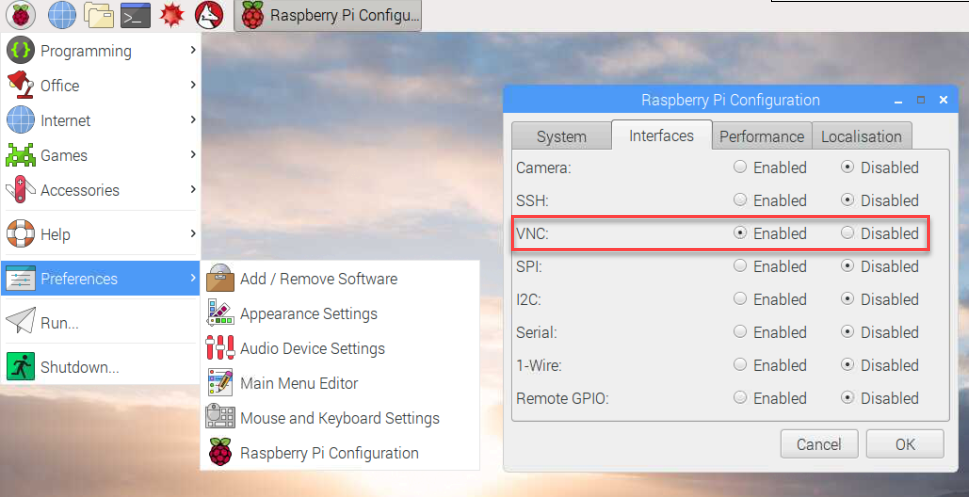 Raspberry Pi Configu...
Programming
Office
Internet
Games
Accessories
Help
Preferences
Run...
Shutdown...
Add / Remove Software
Appearance Settings
Audio Device Settings
Main Menu Editor
Mouse and Keyboard Settings
Raspberry Pi Configuration
Raspberry Pi Configuration
System Interfaces Performance Localisation
Camera: Enabled Disabled
SSH: Enabled Disabled
VNC: Enabled Disabled
SPI: Enabled Disabled
I2C: Enabled Disabled
Serial: Enabled Disabled
1-Wire: Enabled Disabled
Remote GPIO: Enabled Disabled
Cancel OK